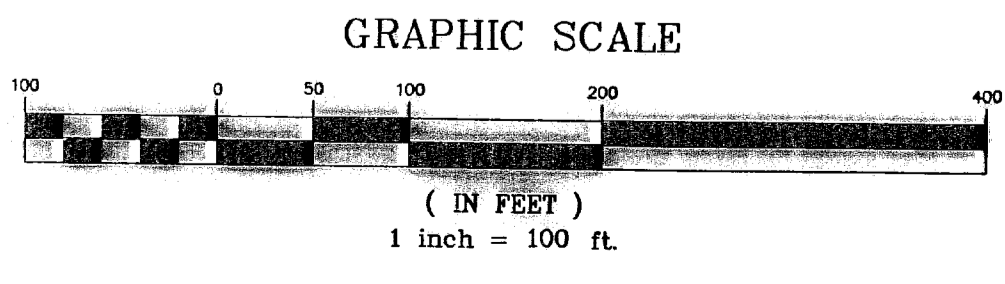 GRAPHIC SCALE
100 0 50 100 200 400
( IN FEET )
1 inch = 100 ft.